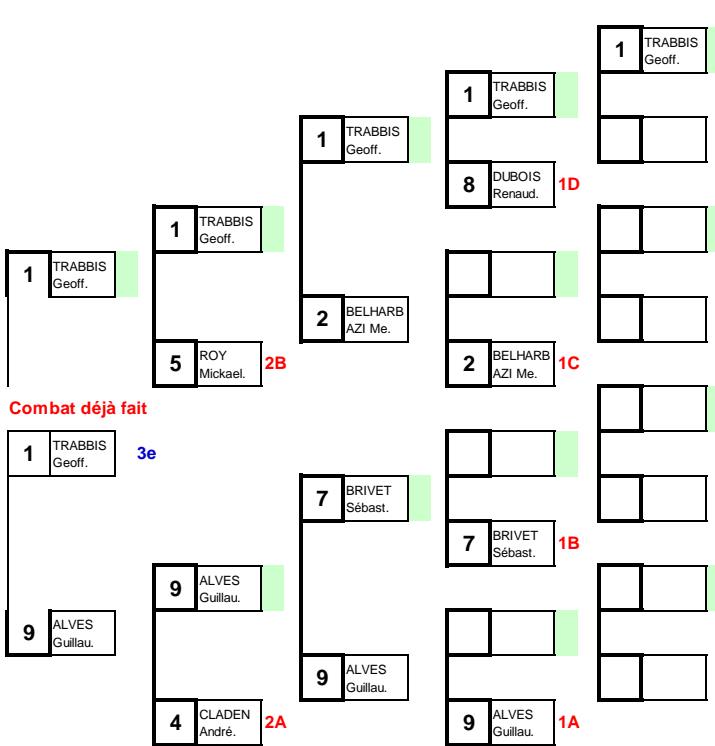 1 TRABBIS
Geoff.
1 TRABBIS
Geoff.
8 DUBOIS
Renaud.
1D
1 TRABBIS
Geoff.
1 TRABBIS
Geoff.
1 TRABBIS
Geoff.
2 BELHARB
AZI Me.
5 ROY
Mickael.
2B
2 BELHARB
AZI Me.
1C
Combat déjà fait
1 TRABBIS
Geoff.
3e
7 BRIVET
Sébast.
7 BRIVET
Sébast.
1B
9 ALVES
Guillau.
9 ALVES
Guillau.
9 ALVES
Guillau.
4 CLADEN
André.
2A
9 ALVES
Guillau.
1A